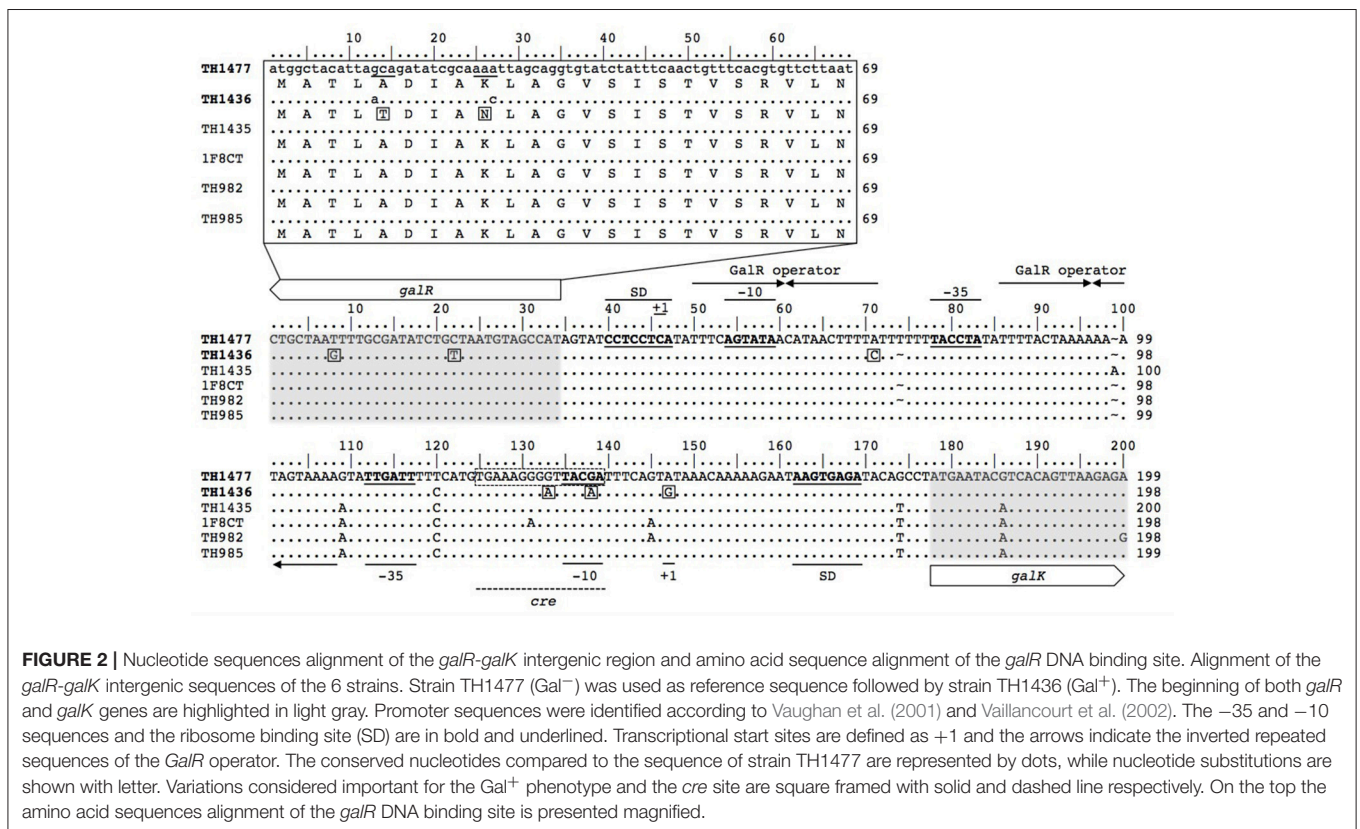 10 20 30 40 50 60
....|....|....|....|....|....|....|....|....|....|....|....|....|....
TH1477 atggctacattagcagatatcgcaaaattagcaggtgtatctatttcaactgtttcacgtgttcttaat 69
M A T L A D I A K L A G V S I S T V S R V L N
TH1436 ............a.............c.......................................... 69
M A T L T D I A N L A G V S I S T V S R V L N
TH1435 ..................................................................... 69
M A T L A D I A K L A G V S I S T V S R V L N
1F8CT ..................................................................... 69
M A T L A D I A K L A G V S I S T V S R V L N
TH982 ..................................................................... 69
M A T L A D I A K L A G V S I S T V S R V L N
TH985 ..................................................................... 69
M A T L A D I A K L A G V S I S T V S R V L N
GalR operator GalR operator
galR SD -10 -35
+1
10 20 30 40 50 60 70 80 90 100
....|....|....|....|....|....|....|....|....|....|....|....|....|....|....|....|....|....|....|....|
TH1477 CTGCTAATTTTGCGATATCTGCTAATGTAGCCATAGTATCCTCCTCATATTTCAGTATAACATAACTTTTATTTTTTTACCTATATTTTACTAAAAAA~A 99
TH1436 .......G.............T................................................C..~........................~. 98
TH1435 ..................................................................................................A. 100
1F8CT .........................................................................~........................~. 98
TH982 .........................................................................~........................~. 98
TH985 ..................................................................................................~. 99
110 120 130 140 150 160 170 180 190 200
....|....|....|....|....|....|....|....|....|....|....|....|....|....|....|....|....|....|....|....|
TH1477 TAGTAAAAGTATTGATTTTTCATGTGAAAGGGGTTACGATTTCAGTATAAACAAAAAGAATAAGTGAGATACAGCCTATGAATACGTCACAGTTAAGAGA 199
TH1436 ...................C............A....A........G..................................................... 198
TH1435 ........A..........C.....................................................T...........A.............. 200
1F8CT ........A..........C..........A.............A............................T...........A.............. 198
TH982 ........A..........C........................A............................T...........A.............G 198
TH985 ........A..........C.....................................................T...........A.............. 199
-35 -10 +1 SD galK
cre
FIGURE 2 | Nucleotide sequences alignment of the galR-galK intergenic region and amino acid sequence alignment of the galR DNA binding site. Alignment of the
galR-galK intergenic sequences of the 6 strains. Strain TH1477 (Gal−) was used as reference sequence followed by strain TH1436 (Gal+). The beginning of both galR
and galK genes are highlighted in light gray. Promoter sequences were identified according to Vaughan et al. (2001) and Vaillancourt et al. (2002). The −35 and −10
sequences and the ribosome binding site (SD) are in bold and underlined. Transcriptional start sites are defined as +1 and the arrows indicate the inverted repeated
sequences of the GalR operator. The conserved nucleotides compared to the sequence of strain TH1477 are represented by dots, while nucleotide substitutions are
shown with letter. Variations considered important for the Gal+ phenotype and the cre site are square framed with solid and dashed line respectively. On the top the
amino acid sequences alignment of the galR DNA binding site is presented magnified.